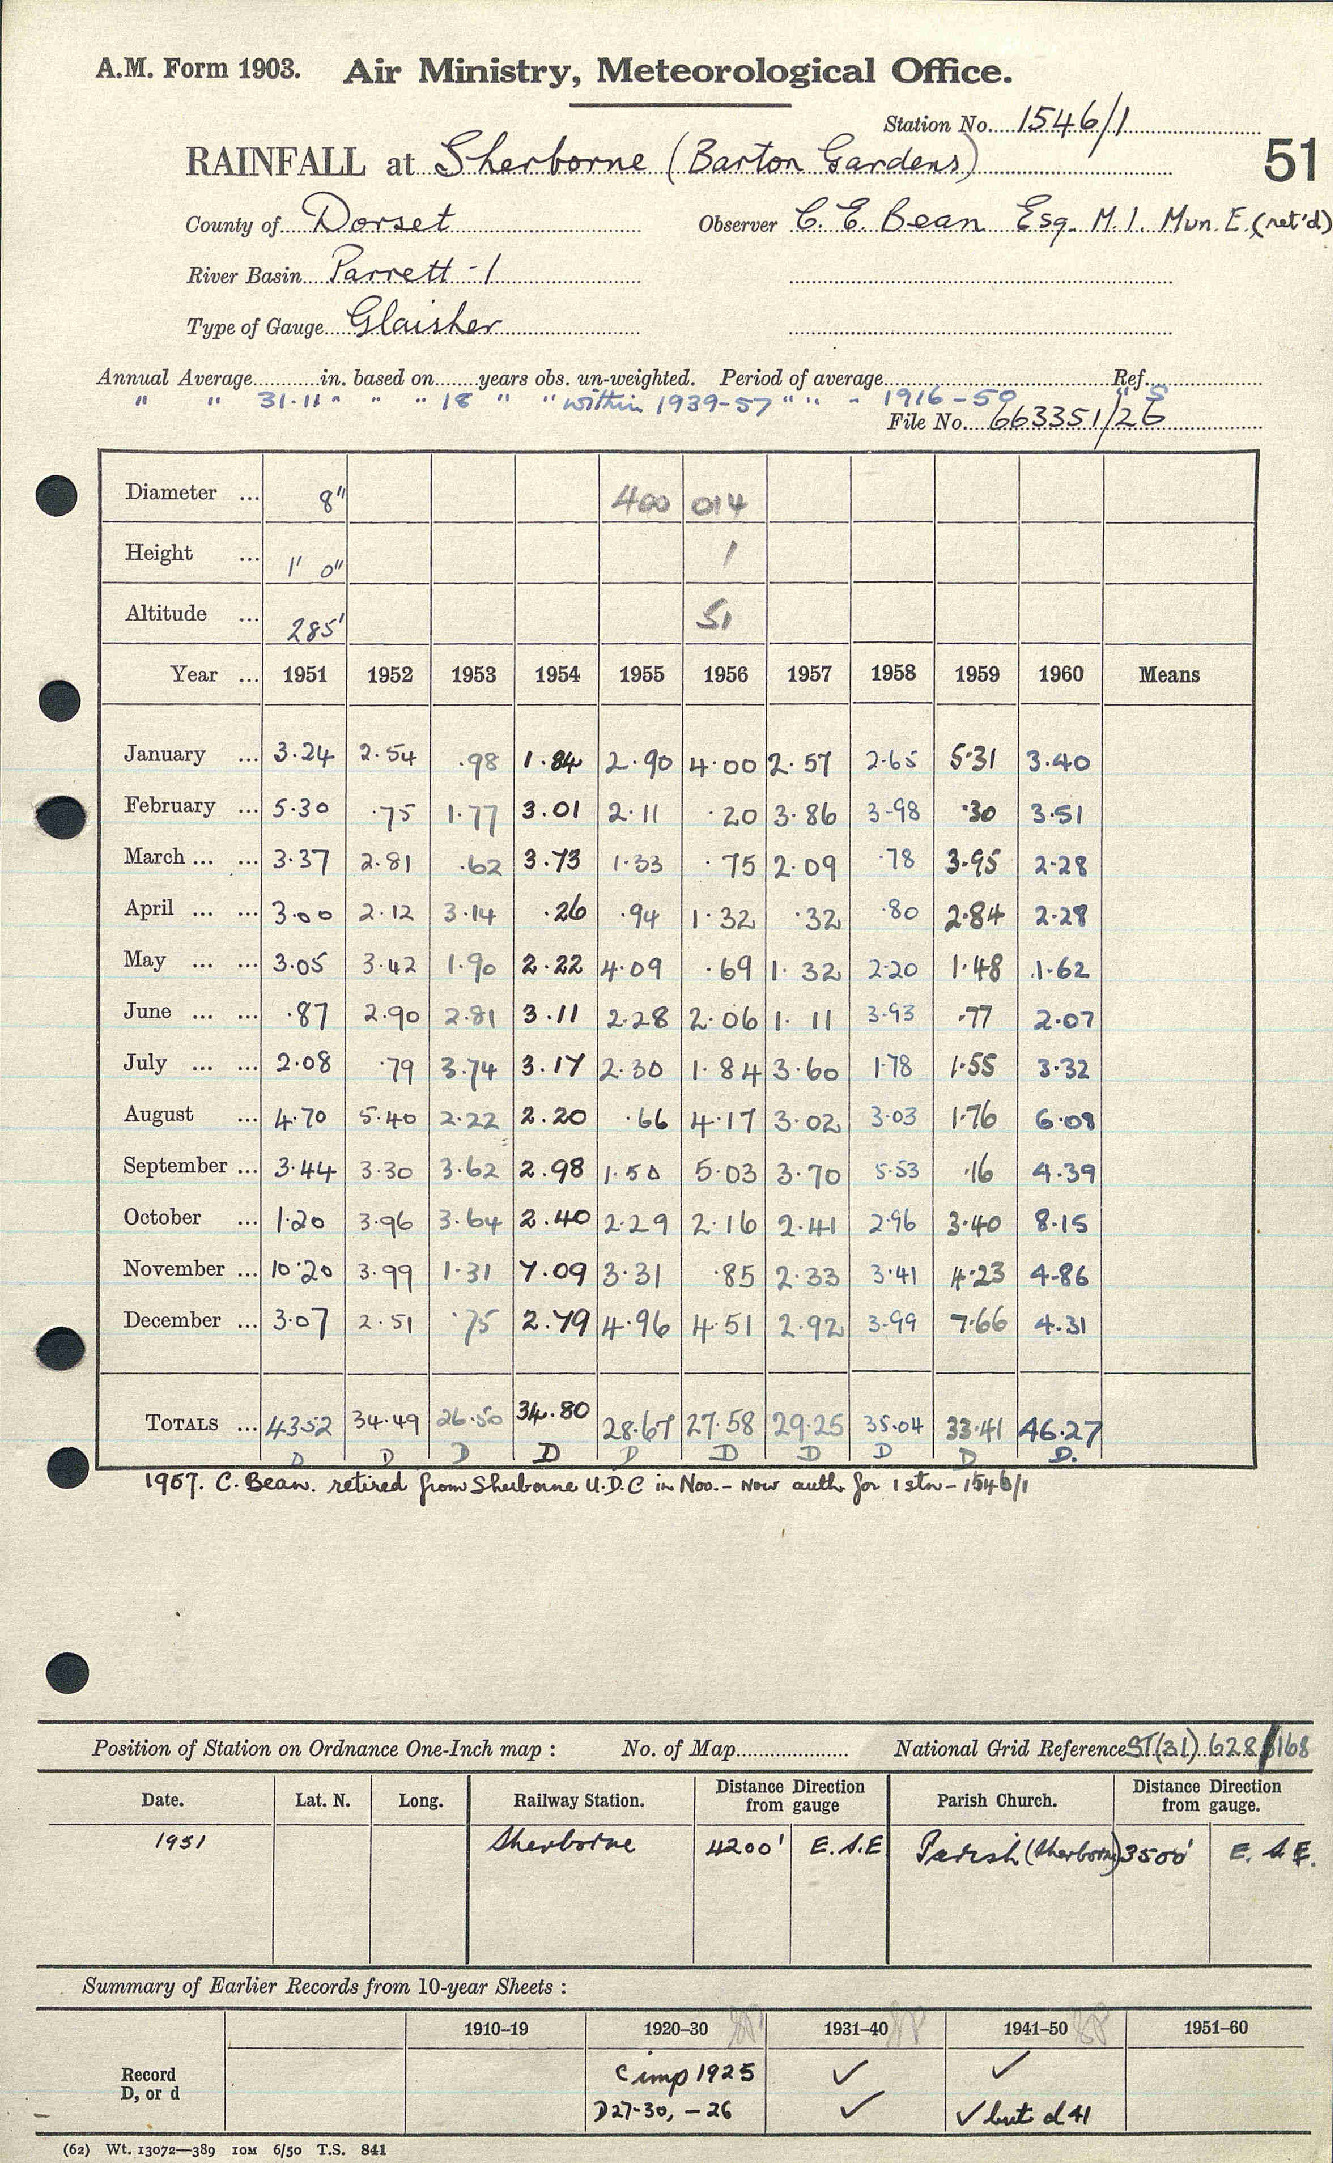 A.M. Form 1903. Air Ministry, Meteorological Office.
Station No. 1546/1
51
RAINFALL at Sherborne (Barton Gardens)
County of Dorset Observer C. E. Bean Esq. M.I. Mun. E. (ret'd)
River Basin Parrett-1
Type of Gauge Glaisher
Annual Average in. based on years obs. un-weighted. Period of average Ref.
" " 31.11 " " " 18 " " within 1939-57 " " " 1916-50 " S
File No. 663351/26
Diameter ... 8" 400 014
Height ... 1' 0" 1
Altitude ... 285' 51
Year ... 1951 1952 1953 1954 1955 1956 1957 1958 1959 1960 Means
January ... 3.24 2.54 .98 1.84 2.90 4.00 2.57 2.65 5.31 3.40
February ... 5.30 .75 1.77 3.01 2.11 .20 3.86 3.98 .30 3.51
March ... ... 3.37 2.81 .62 3.73 1.33 .75 2.09 .78 3.95 2.28
April ... ... 3.00 2.12 3.14 .26 .94 1.32 .32 .80 2.84 2.28
May ... ... 3.05 3.42 1.90 2.22 4.09 .69 1.32 2.20 1.48 1.62
June ... ... .87 2.90 2.81 3.11 2.28 2.06 1.11 3.93 .77 2.07
July ... ... 2.08 .79 3.74 3.17 2.30 1.84 3.60 1.78 1.55 3.32
August ... 4.70 5.40 2.22 2.20 .66 4.17 3.02 3.03 1.76 6.08
September ... 3.44 3.30 3.62 2.98 1.50 5.03 3.70 5.53 .16 4.39
October ... 1.20 3.96 3.64 2.40 2.29 2.16 2.41 2.96 3.40 8.15
November ... 10.20 3.99 1.31 7.09 3.31 .85 2.33 3.41 4.23 4.86
December ... 3.07 2.51 .75 2.79 4.96 4.51 2.92 3.99 7.66 4.31
TOTALS ... 43.52 34.49 26.50 34.80 28.67 27.58 29.25 35.04 33.41 46.27
D D D D D D D D D D.
1957. C. Bean. retired from Sherborne U.D.C in Nov. - Now auth. for 1 stn - 1546/1
Position of Station on Ordnance One-Inch map : No. of Map National Grid Reference ST(31) 628/168
Date. Lat. N. Long. Railway Station. Distance Direction from gauge Parish Church. Distance Direction from gauge.
1951 Sherborne 4200' E.S.E Parish (Sherborne) 3500' E. S E.
Summary of Earlier Records from 10-year Sheets :
1910-19 1920-30 1931-40 1941-50 1951-60
Record D, or d
c imp 1925 ✓ ✓
D27-30, -26 ✓ ✓ but d 41
(62) Wt. 13072—389 10M 6/50 T.S. 841